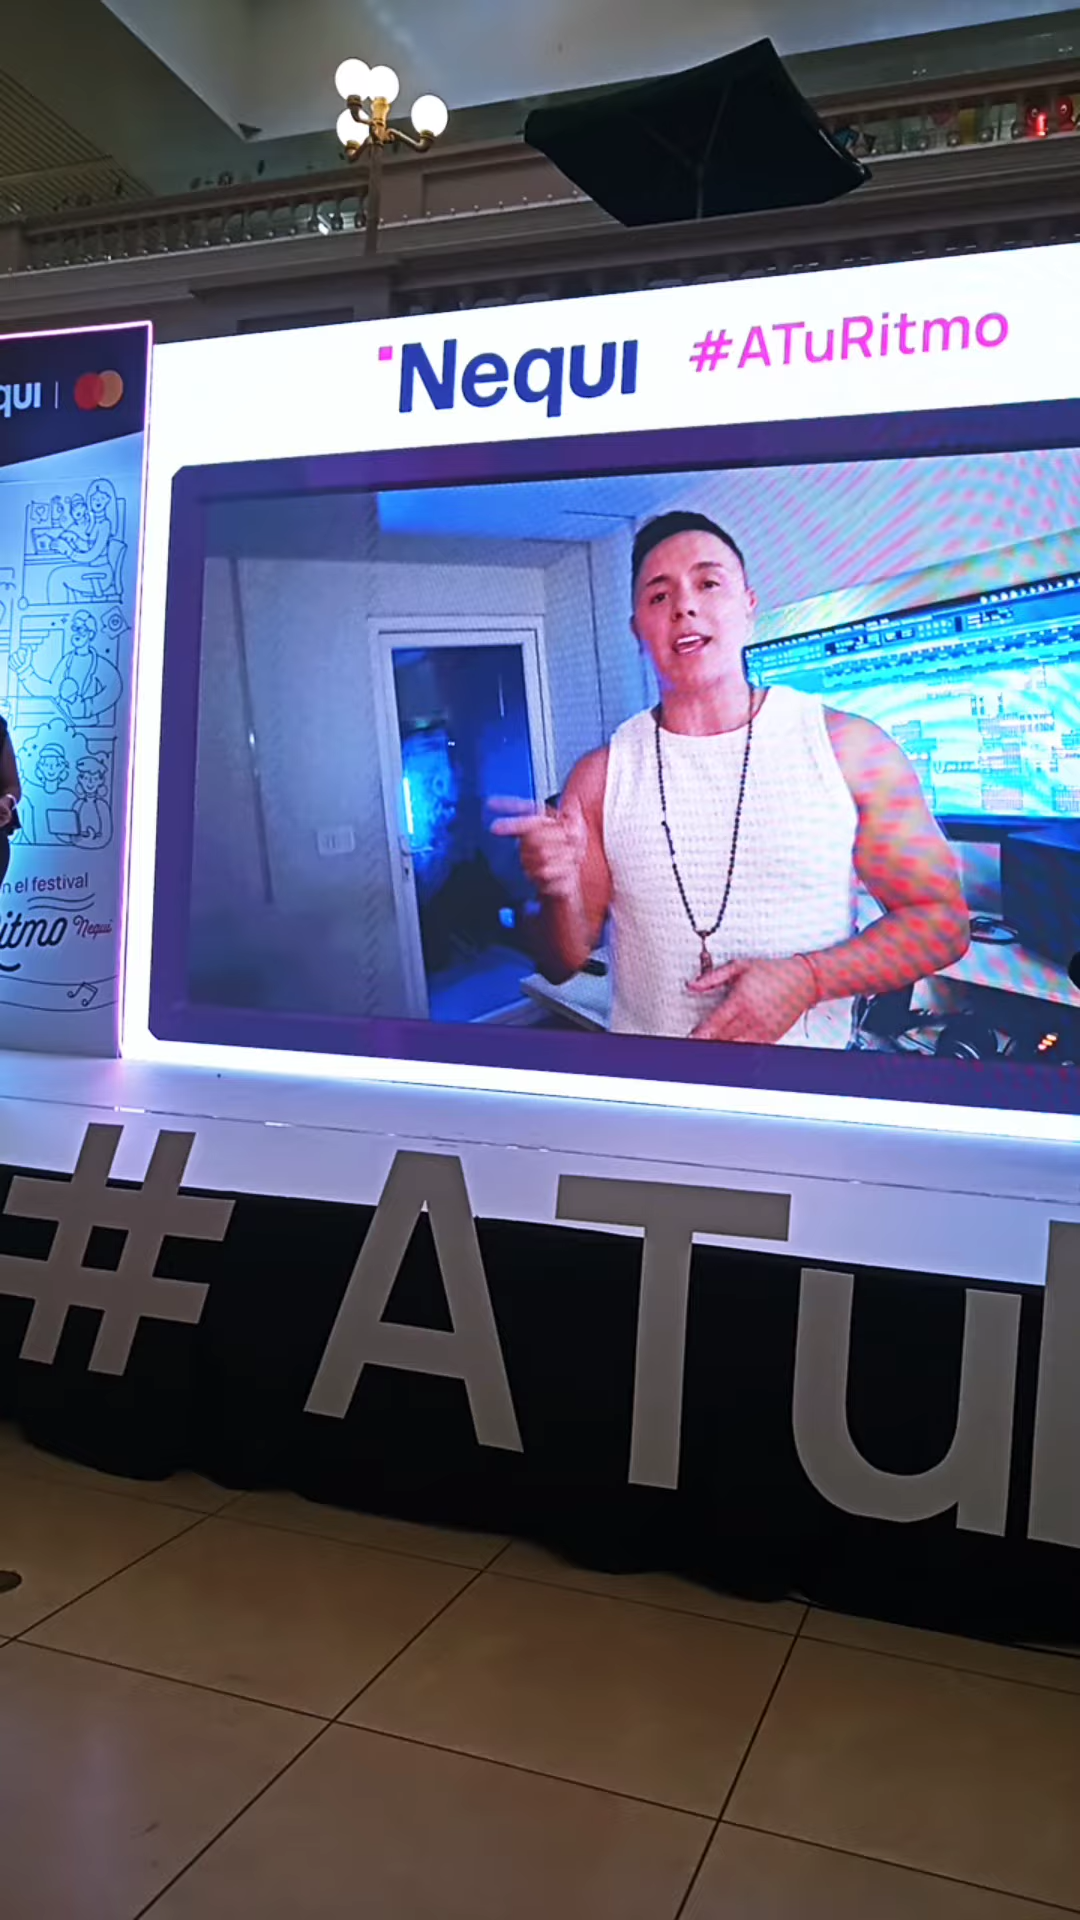 Nequi #ATuRitmo
qui
n el festival
itmo Nequi
#ATu